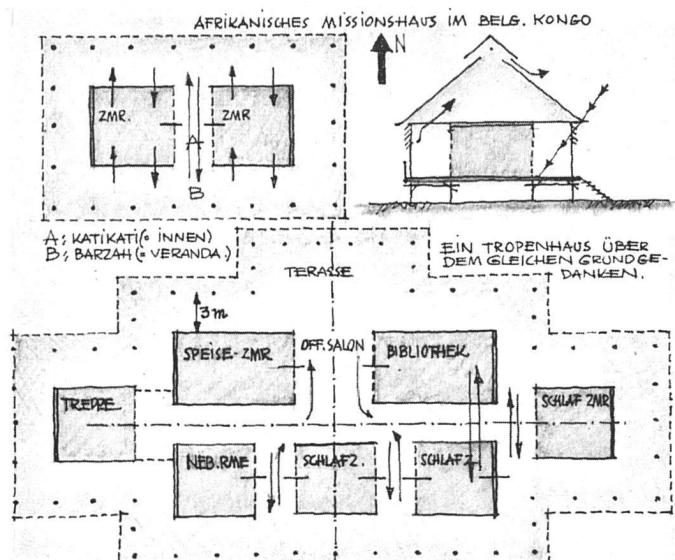 AFRIKANISCHES MISSIONSHAUS IM BELG. KONGO
N
ZMR.
ZMR
A
B
A: KATIKATI (= INNEN)
B: BARZAH (= VERANDA.)
EIN TROPENHAUS ÜBER
DEM GLEICHEN GRUNDGE-
DANKEN.
TERASSE
3m
SPEISE-ZMR
OFF. SALON
BIBLIOTHEK.
SCHLAF ZMR
NEB.RME
SCHLAFZ.
SCHLAFZ.